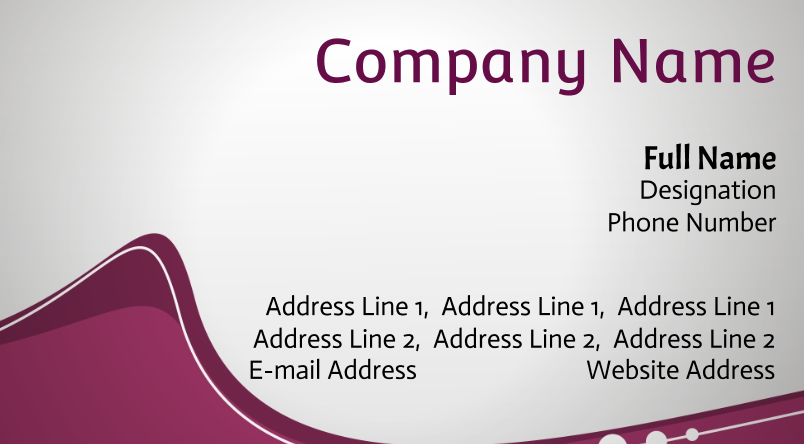 Company Name
Full Name
Designation
Phone Number
Address Line 1, Address Line 1, Address Line 1
Address Line 2, Address Line 2, Address Line 2
E-mail Address Website Address